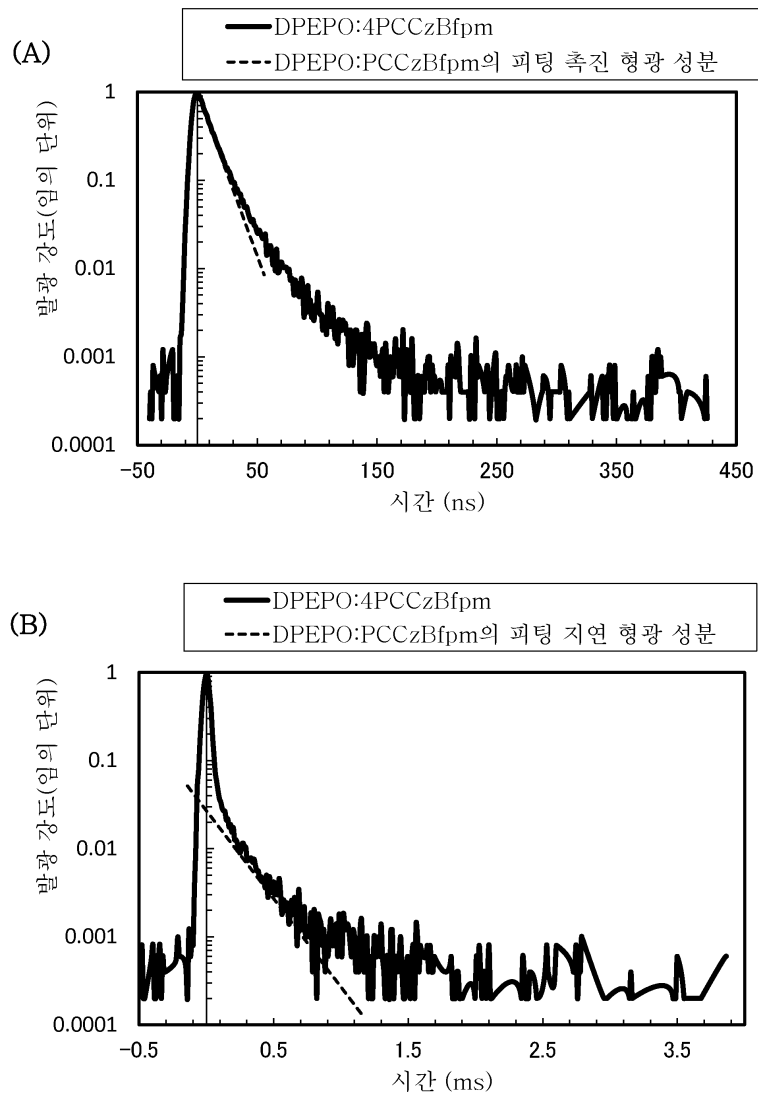 (A)
DPEPO:4PCCzBfpm
DPEPO:PCCzBfpm의 피팅 촉진 형광 성분
발광 강도(임의 단위)
1
0.1
0.01
0.001
0.0001
-50 50 150 250 350 450
시간 (ns)
(B)
DPEPO:4PCCzBfpm
DPEPO:PCCzBfpm의 피팅 지연 형광 성분
발광 강도(임의 단위)
1
0.1
0.01
0.001
0.0001
-0.5 0.5 1.5 2.5 3.5
시간 (ms)